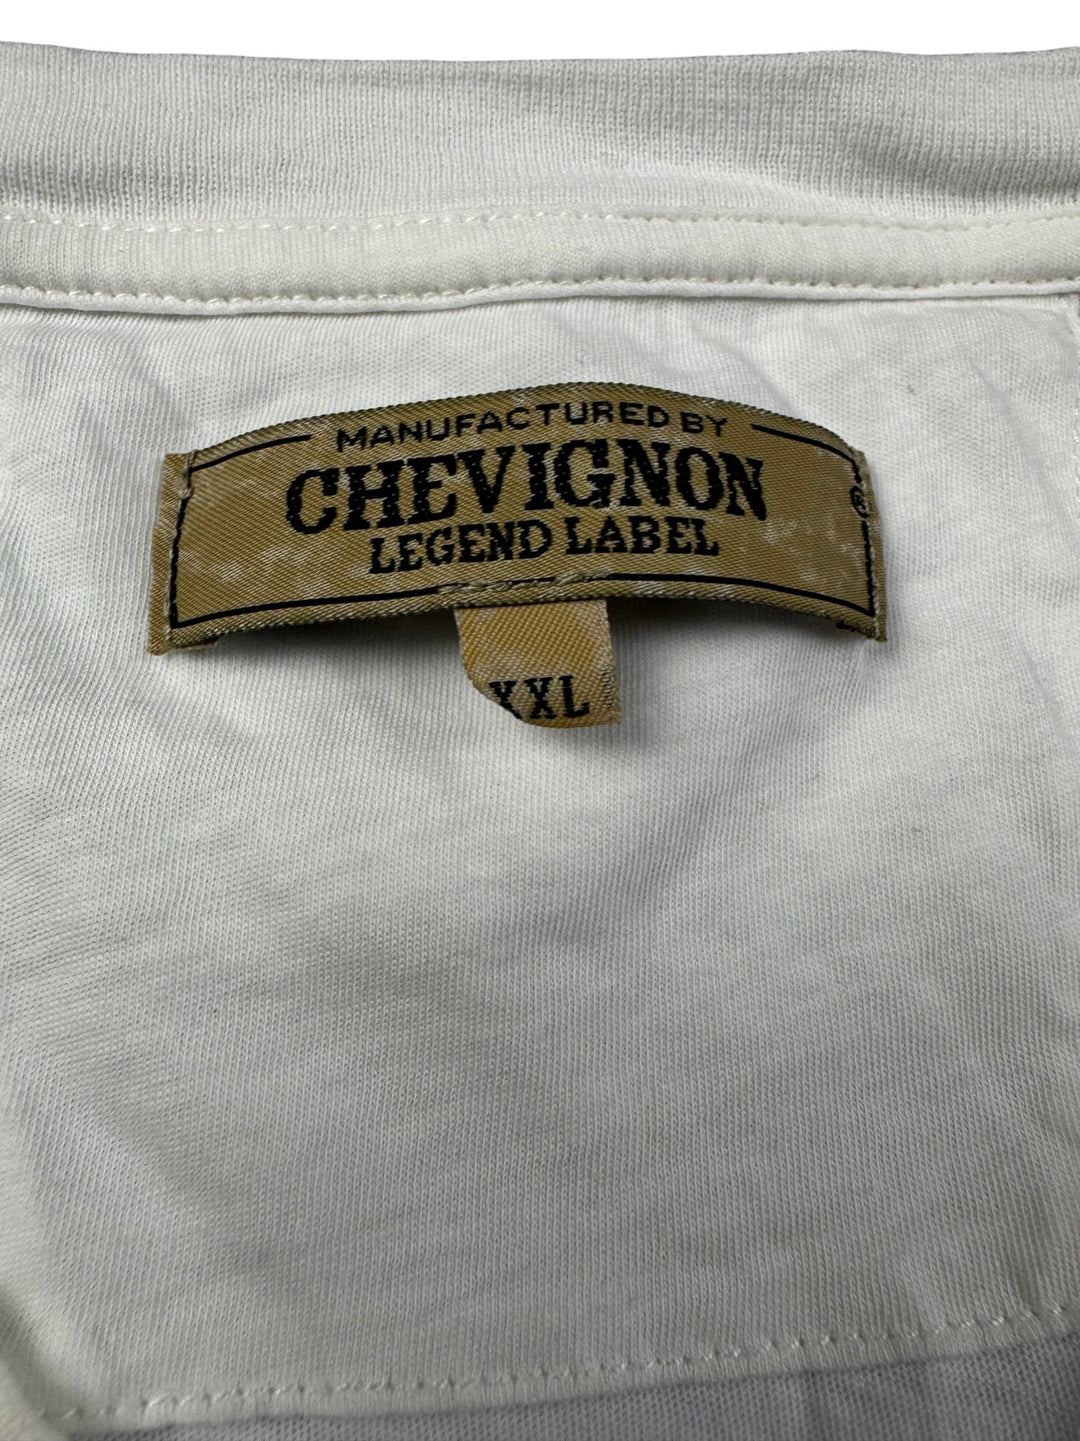 MANUFACTURED BY
CHEVIGNON
®
LEGEND LABEL
XXL